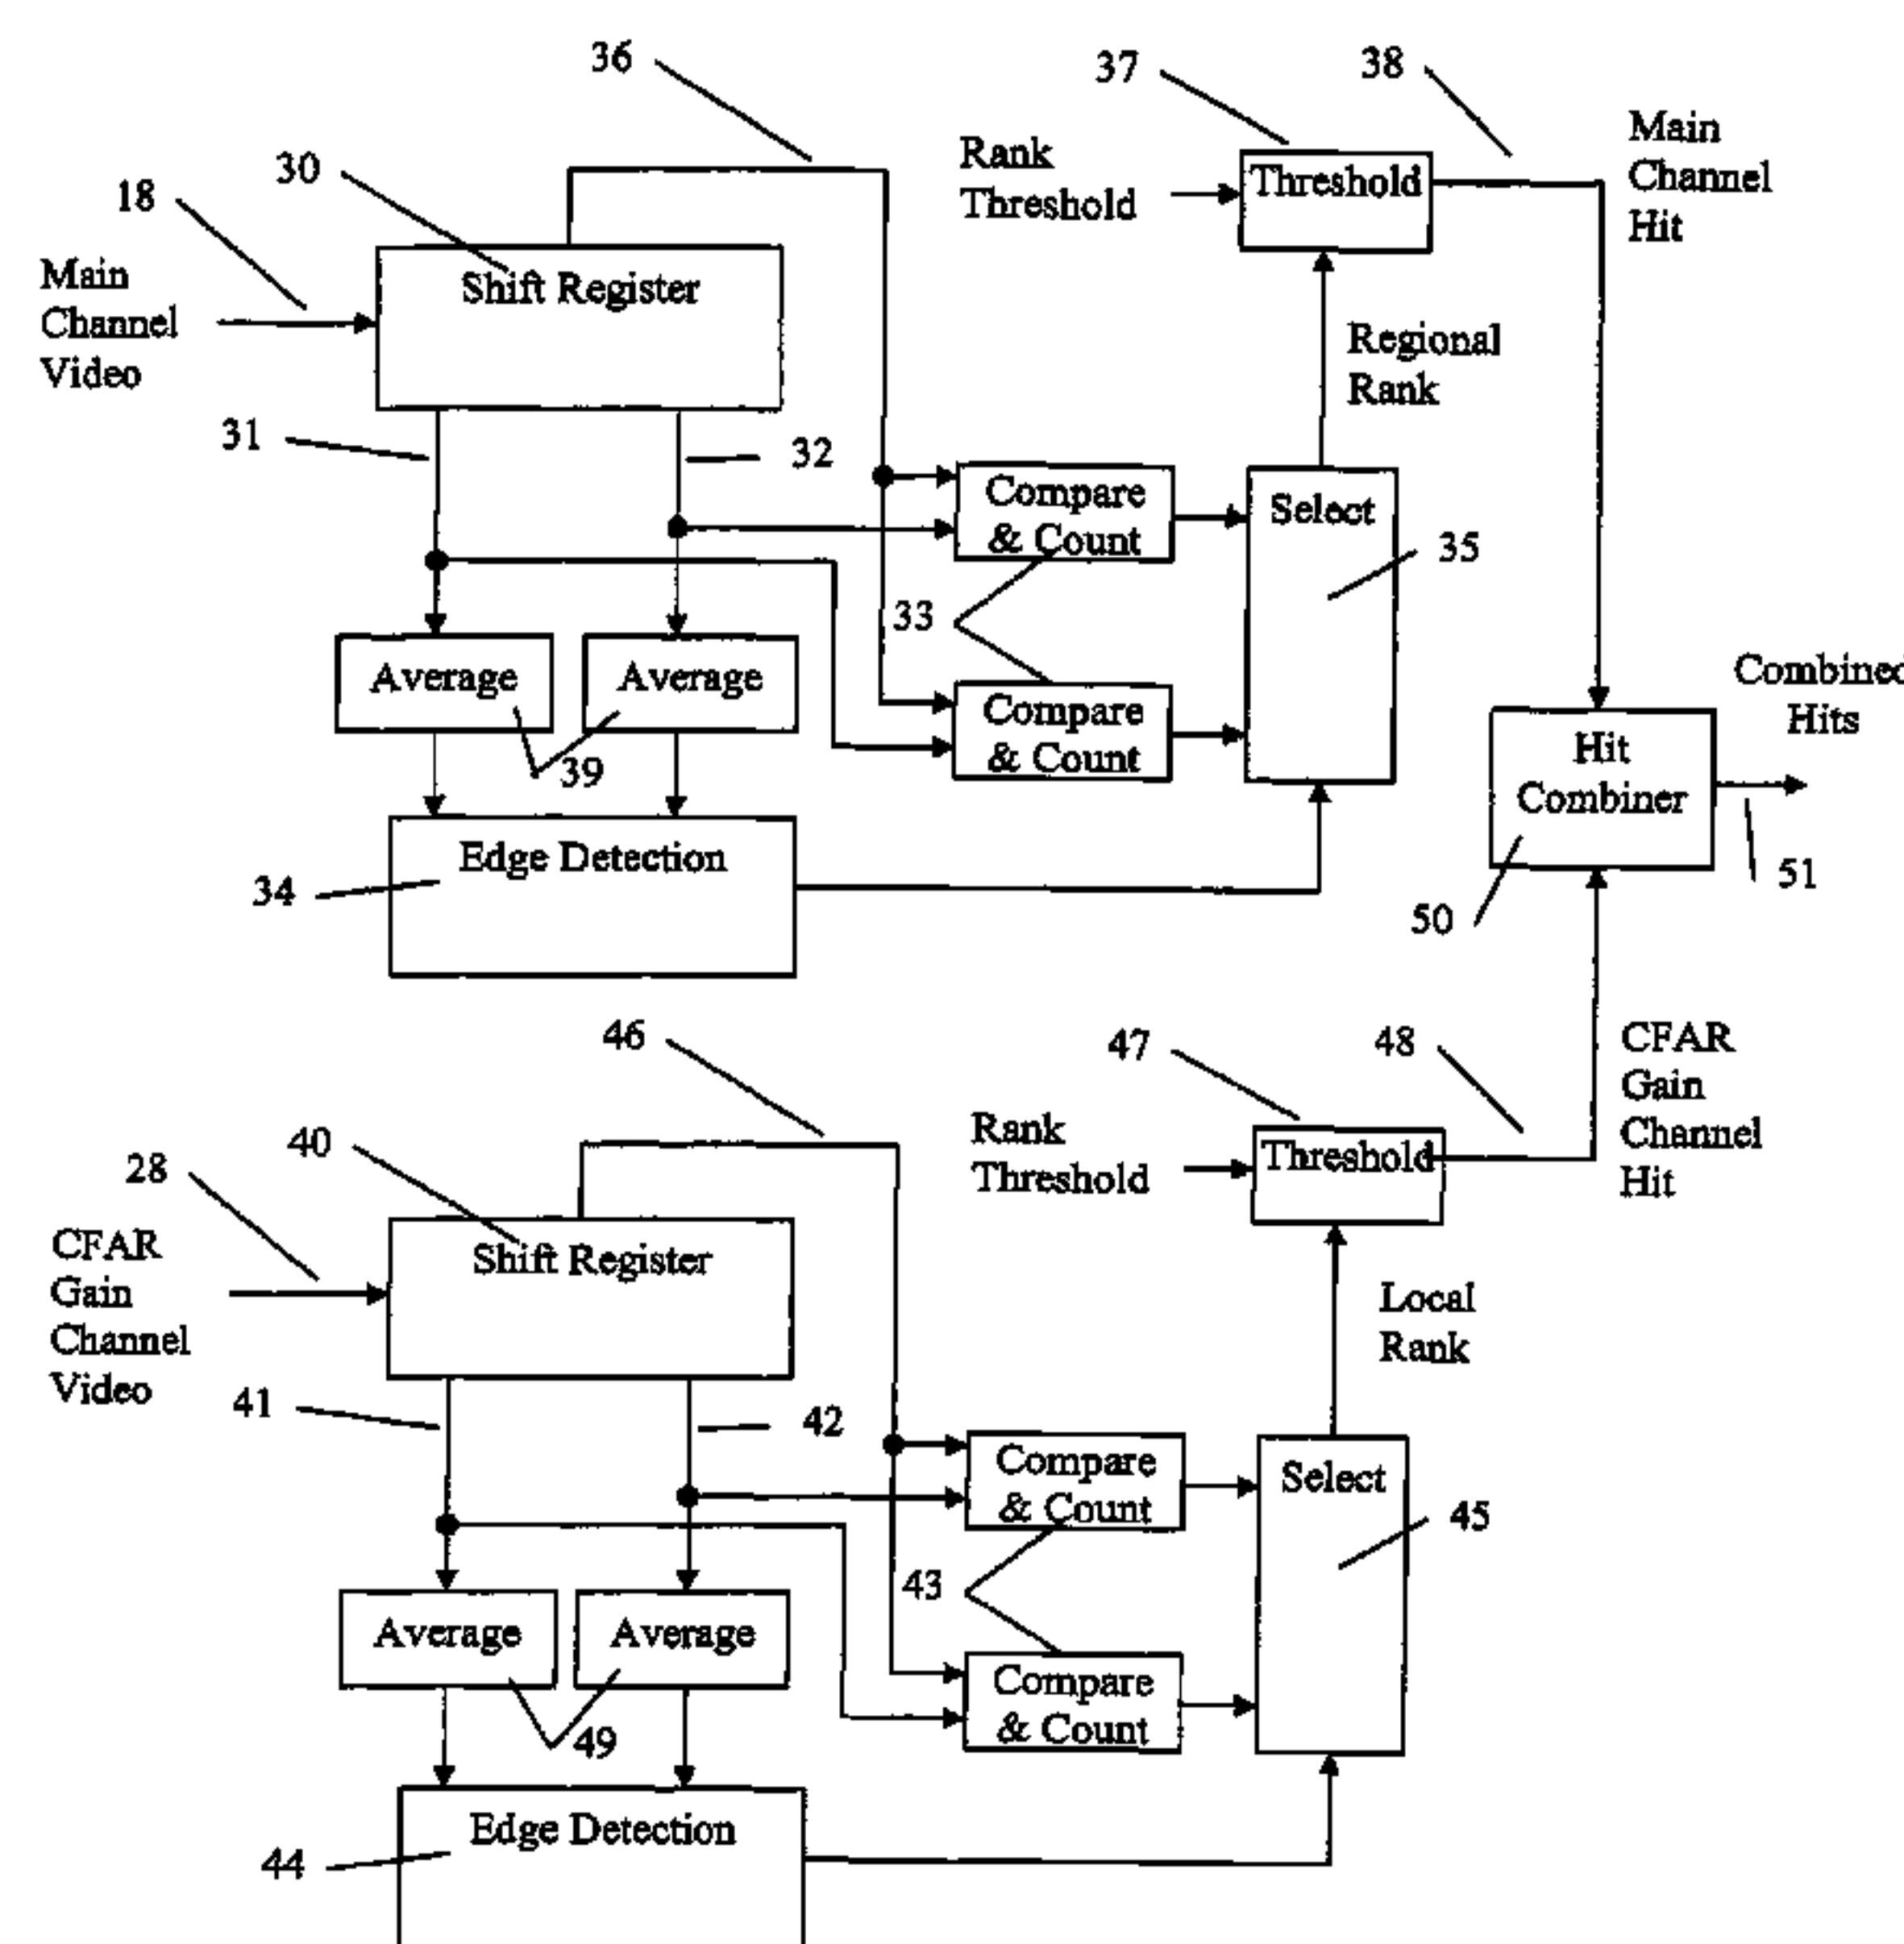 36
37
38
Main
Channel
Hit
Rank
Threshold
Threshold
30
18
Main
Channel
Video
Shift Register
Regional
Rank
31
32
Compare
& Count
Select
35
33
Average
Average
Compare
& Count
39
Combined
Hits
Hit
Combiner
Edge Detection
34
51
50
46
47
48
CFAR
Gain
Channel
Hit
Rank
Threshold
Threshold
40
28
CFAR
Gain
Channel
Video
Shift Register
Local
Rank
41
42
Compare
& Count
Select
45
43
Average
Average
Compare
& Count
49
Edge Detection
44